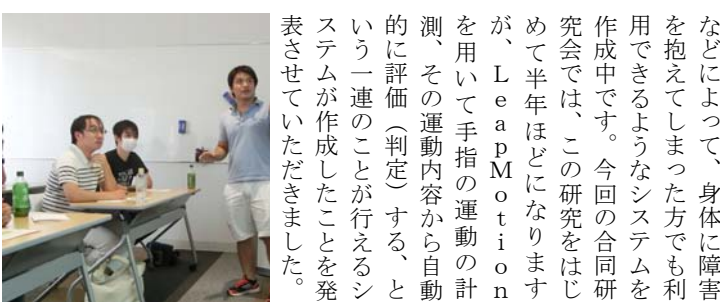 などによって、身体に障害
を抱えてしまった方でも利
用できるようなシステムを
作成中です。今回の合同研
究会では、この研究をはじ
めて半年ほどになります
が、ＬｅａｐＭｏｔｉｏｎ
を用いて手指の運動の計
測、その運動内容から自動
的に評価（判定）する、と
いう一連のことが行えるシ
ステムが作成したことを発
表させていただきました。